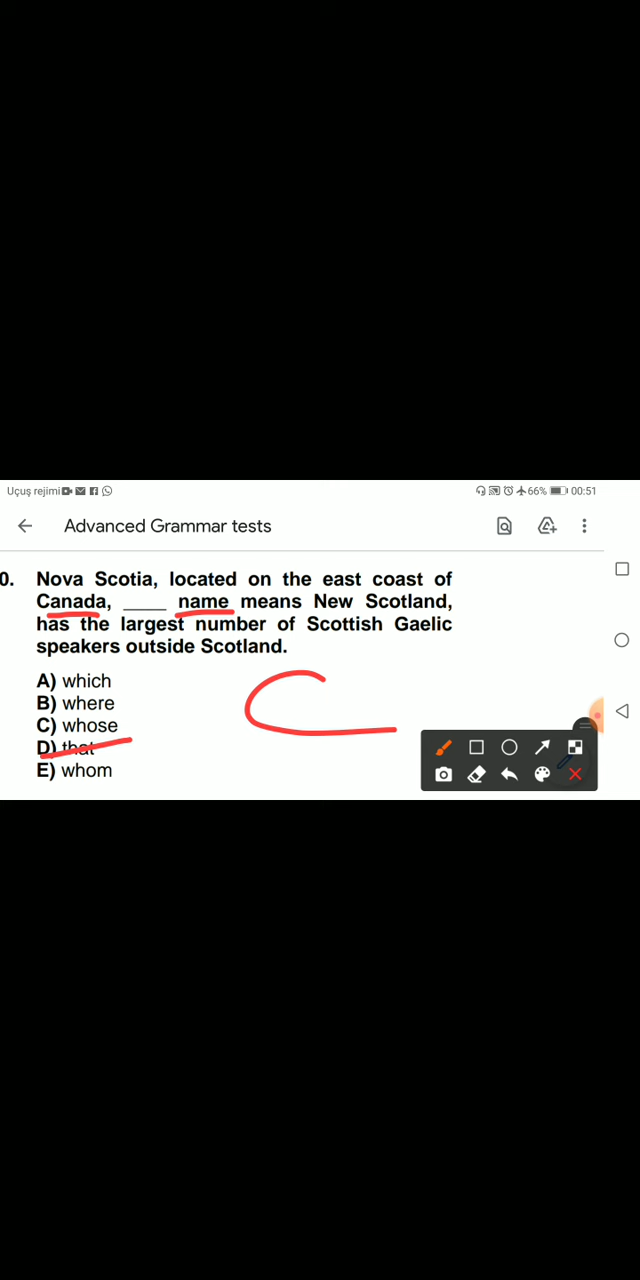 Uçuş rejimi 66% 00:51
Advanced Grammar tests
0. Nova Scotia, located on the east coast of
Canada, ____ name means New Scotland,
has the largest number of Scottish Gaelic
speakers outside Scotland.
A) which
B) where
C) whose
D) that
E) whom
C